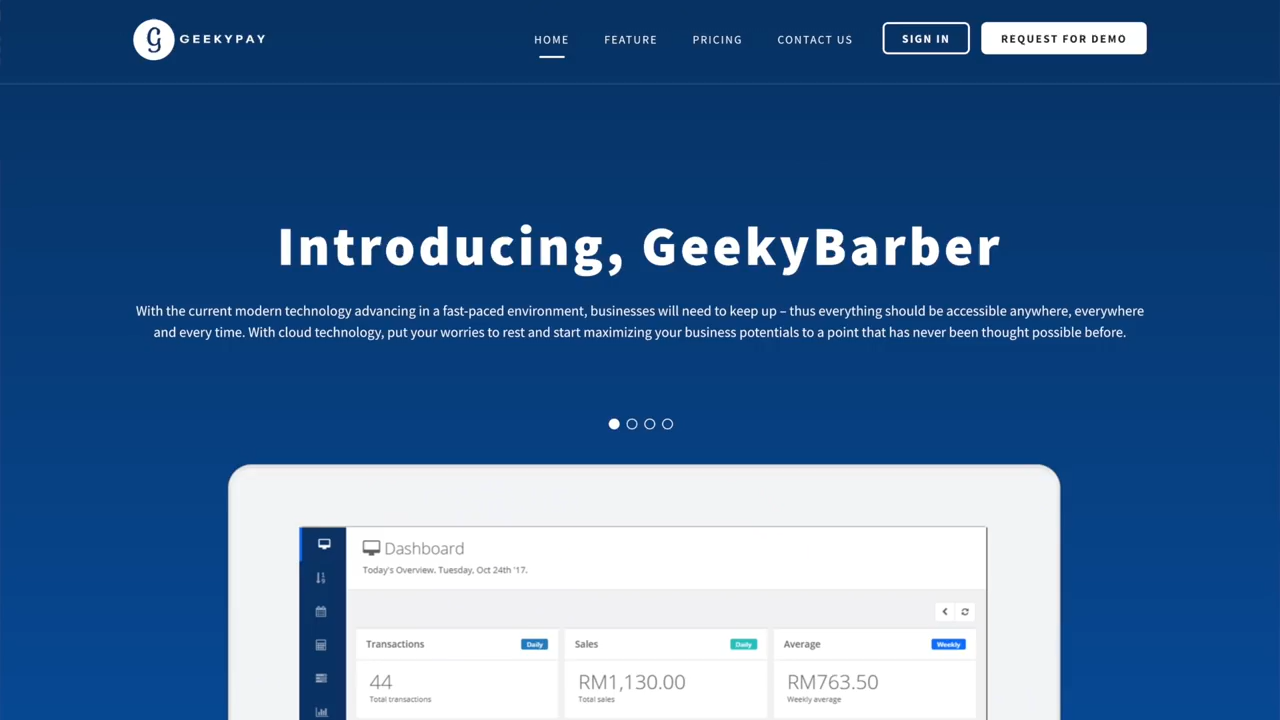 GEEKYPAY
HOME FEATURE PRICING CONTACT US SIGN IN REQUEST FOR DEMO
Introducing, GeekyBarber
With the current modern technology advancing in a fast-paced environment, businesses will need to keep up – thus everything should be accessible anywhere, everywhere
and every time. With cloud technology, put your worries to rest and start maximizing your business potentials to a point that has never been thought possible before.
Dashboard
Today's Overview, Tuesday, Oct 24th '17.
Transactions Daily Sales Daily Average Weekly
44 RM1,130.00 RM763.50
Total transactions Total sales Weekly average